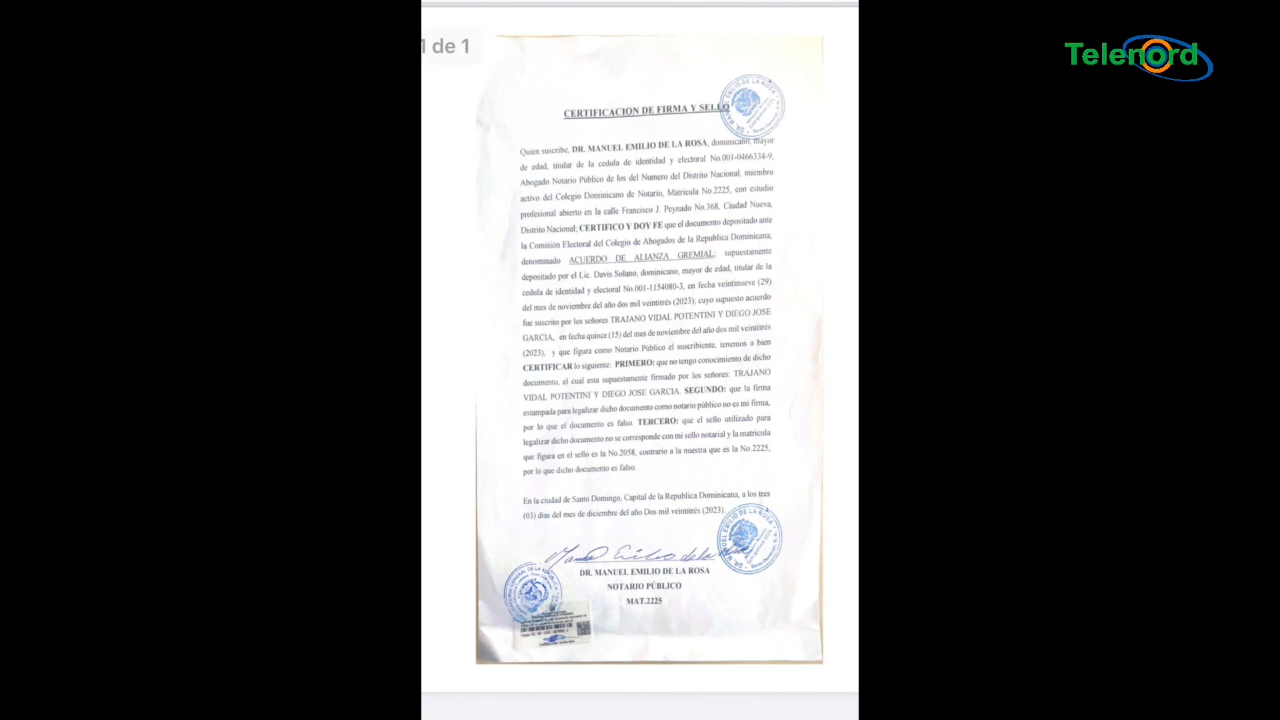 1 de 1
Telenord
CERTIFICACION DE FIRMA Y SELLO
Quien suscribe, DR. MANUEL EMILIO DE LA ROSA, dominicano, mayor
de edad, titular de la cedula de identidad y electoral No.001-0466334-9,
Abogado Notario Público de los del Numero del Distrito Nacional, miembro
activo del Colegio Dominicano de Notario, Matricula No.2225, con estudio
profesional abierto en la calle Francisco J. Peynado No.368, Ciudad Nueva,
Distrito Nacional; CERTIFICO Y DOY FE que el documento depositado ante
la Comisión Electoral del Colegio de Abogados de la Republica Dominicana,
denominado ACUERDO DE ALIANZA GREMIAL; supuestamente
depositado por el Lic. Davis Solano, dominicano, mayor de edad, titular de la
cedula de identidad y electoral No.001-1154080-3, en fecha veintinueve (29)
del mes de noviembre del año dos mil veintitrés (2023); cuyo supuesto acuerdo
fue suscrito por los señores TRAJANO VIDAL POTENTINI Y DIEGO JOSE
GARCIA, en fecha quince (15) del mes de noviembre del año dos mil veintitrés
(2023), y que figura como Notario Público el suscribiente, tenemos a bien
CERTIFICAR lo siguiente: PRIMERO: que no tengo conocimiento de dicho
documento, el cual esta supuestamente firmado por los señores: TRAJANO
VIDAL POTENTINI Y DIEGO JOSE GARCIA. SEGUNDO: que la firma
estampada para legalizar dicho documento como notario público no es mi firma,
por lo que el documento es falso. TERCERO: que el sello utilizado para
legalizar dicho documento no se corresponde con mi sello notarial y la matricula
que figura en el sello es la No.2058, contrario a la nuestra que es la No.2225,
por lo que dicho documento es falso.
En la ciudad de Santo Domingo, Capital de la Republica Dominicana, a los tres
(03) dias del mes de diciembre del año Dos mil veintitrés (2023).
DR. MANUEL EMILIO DE LA ROSA
NOTARIO PÚBLICO
MAT.2225